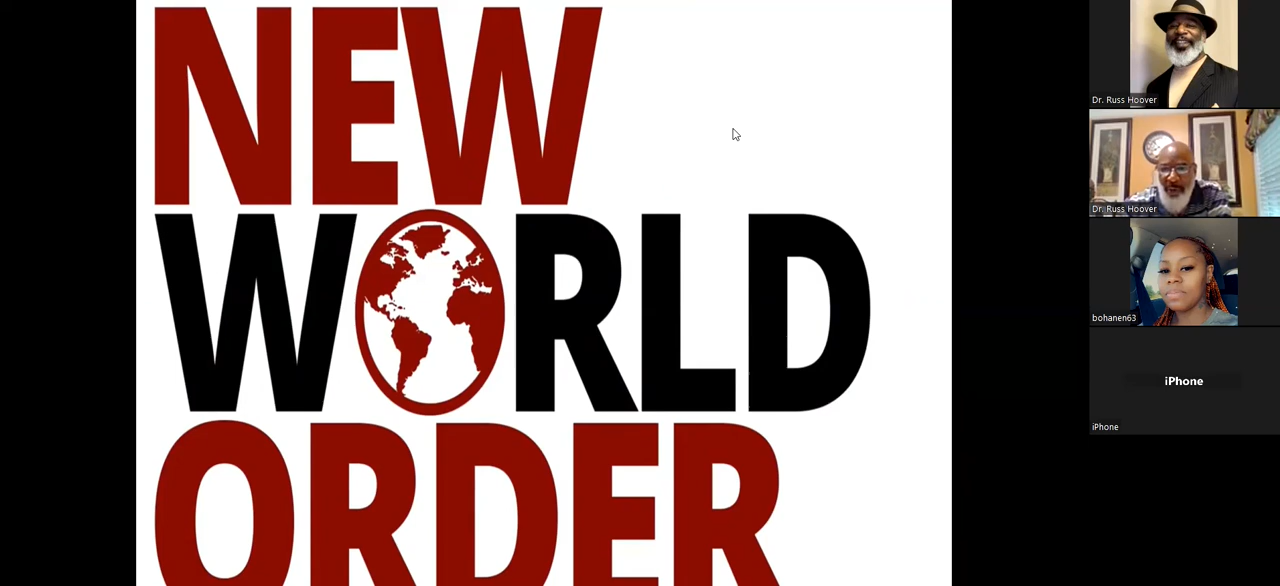 NEW
WORLD
ORDER
Dr. Russ Hoover
Dr. Russ Hoover
bohanen63
iPhone
iPhone